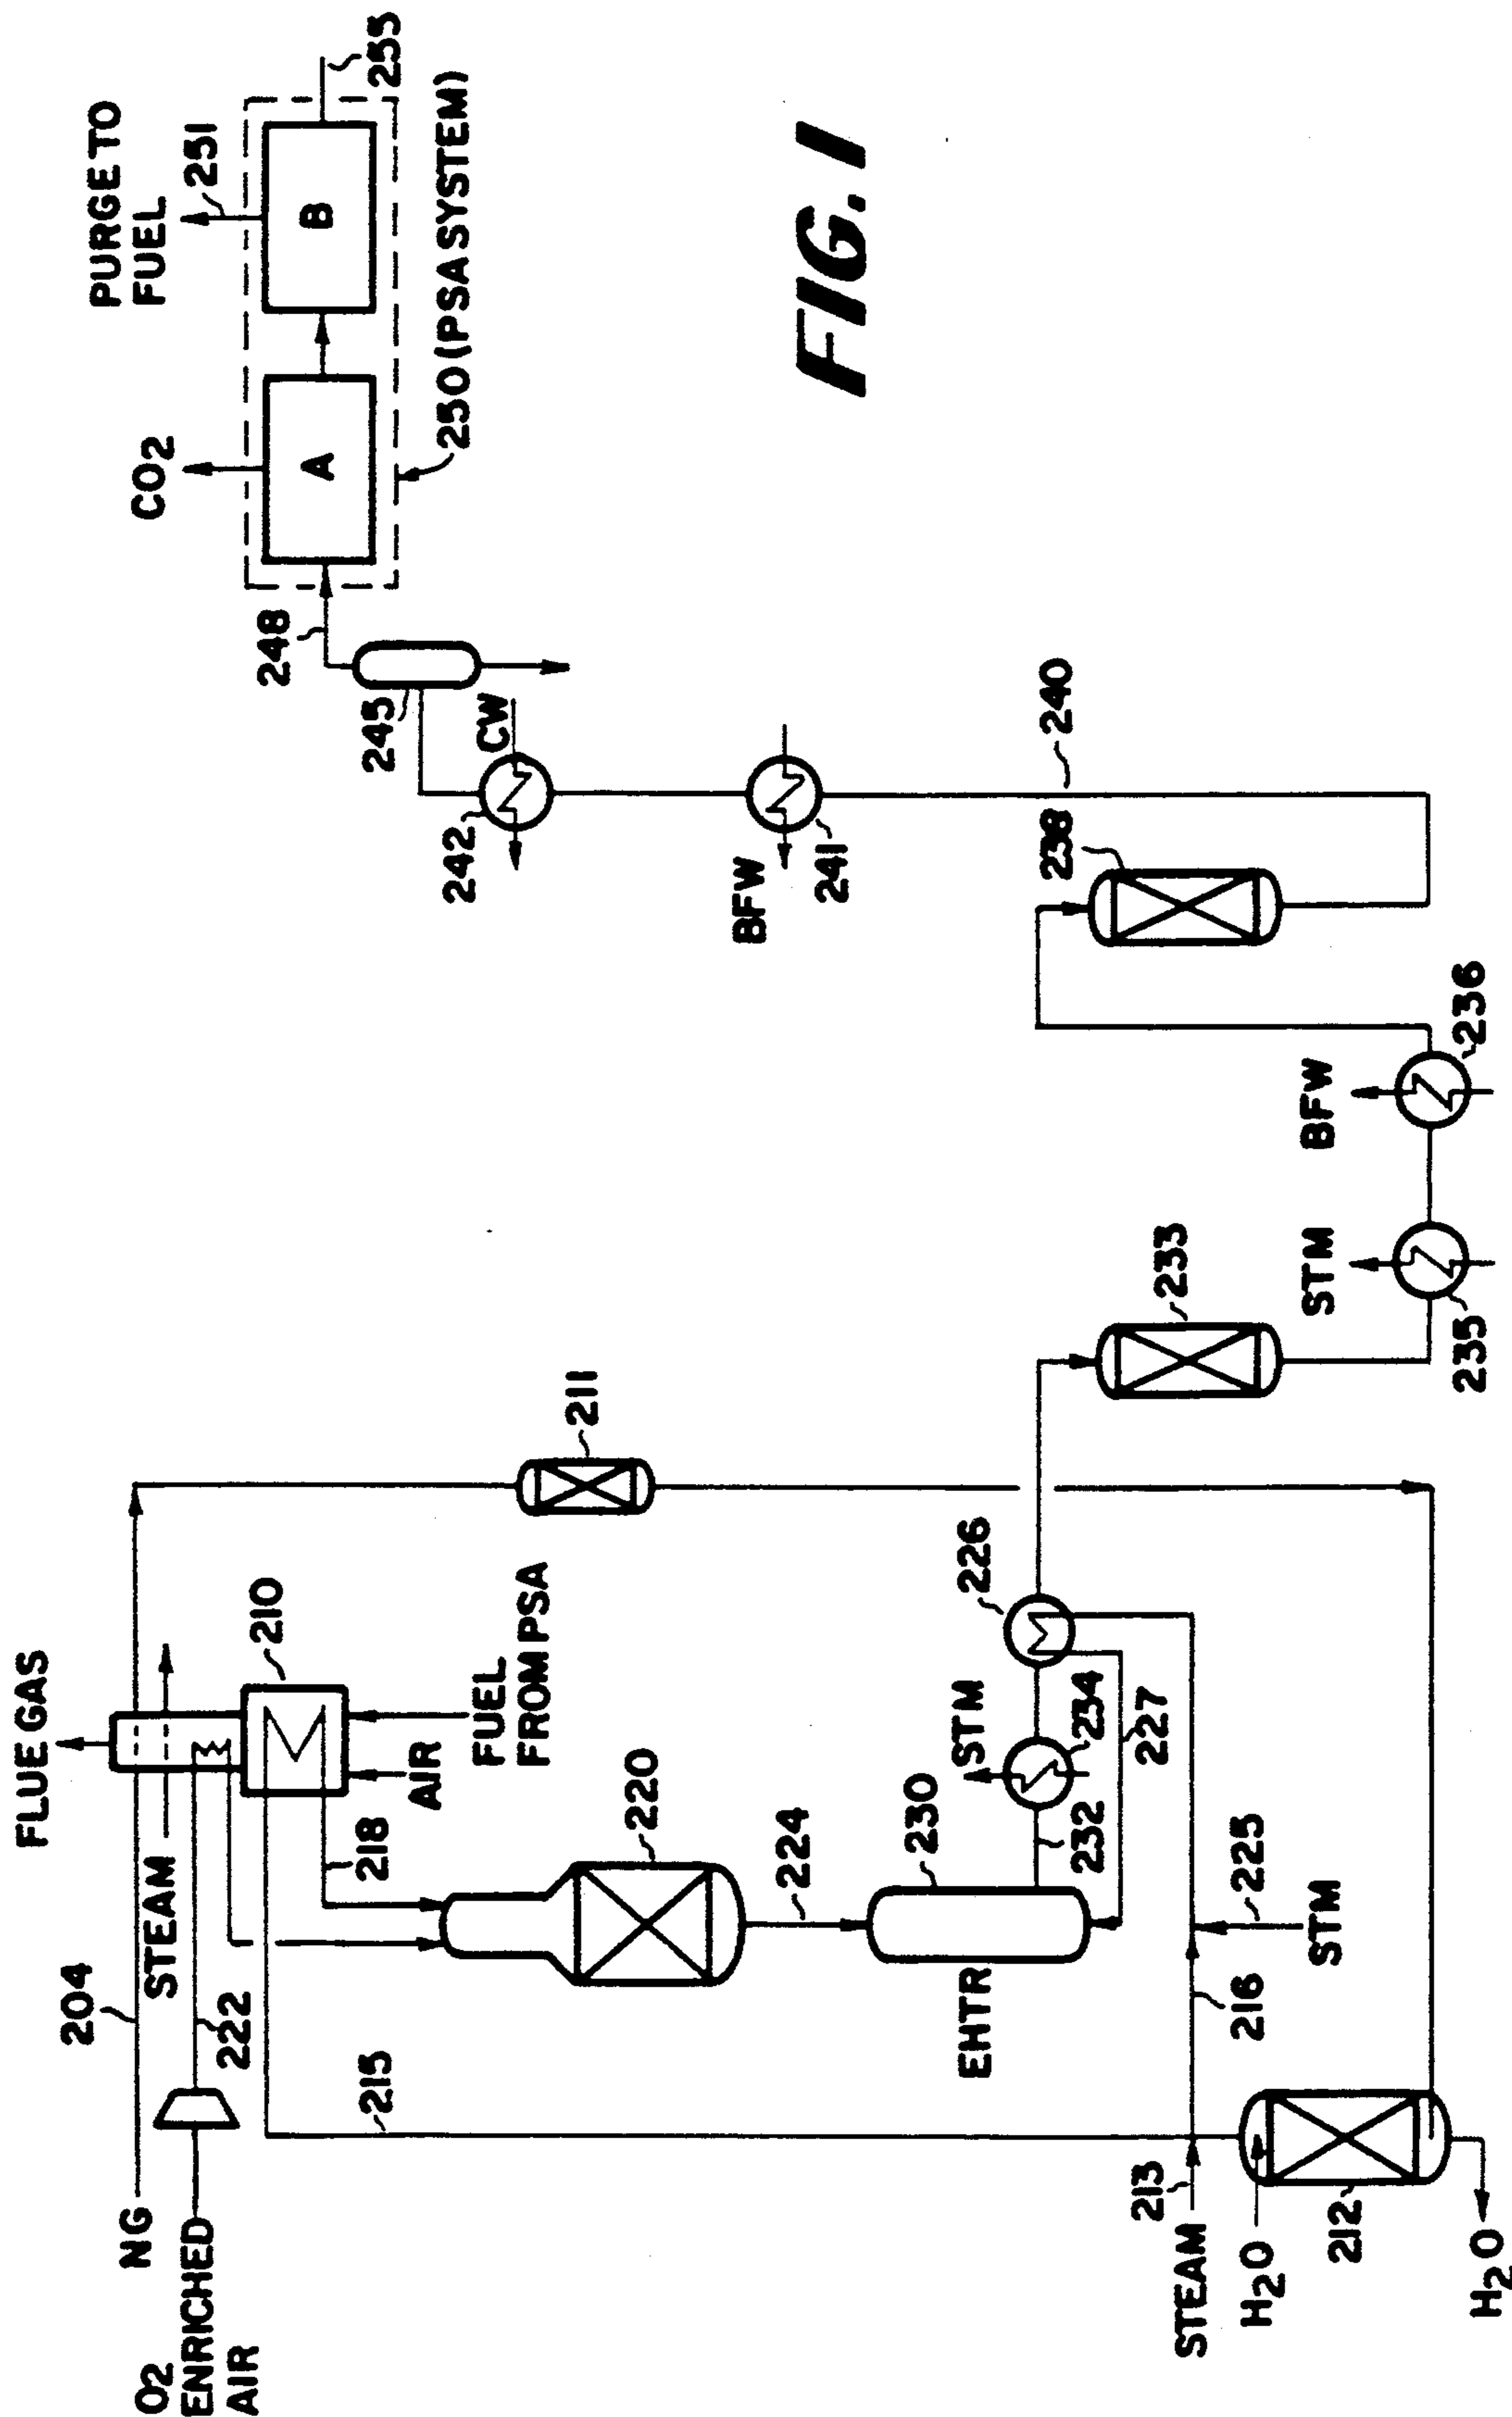 FLUE GAS
NG
204
STEAM
O2
ENRICHED
AIR
222
210
AIR
FUEL
FROM PSA
218
215
220
224
211
EHTR
230
232
STM
234
226
227
STEAM
213
216
225
STM
H2O
212
H2O
233
STM
235
BFW
236
238
240
BFW
241
CW
242
245
248
CO2
A
B
PURGE TO
FUEL
251
255
250 (PSA SYSTEM)
FIG. 1